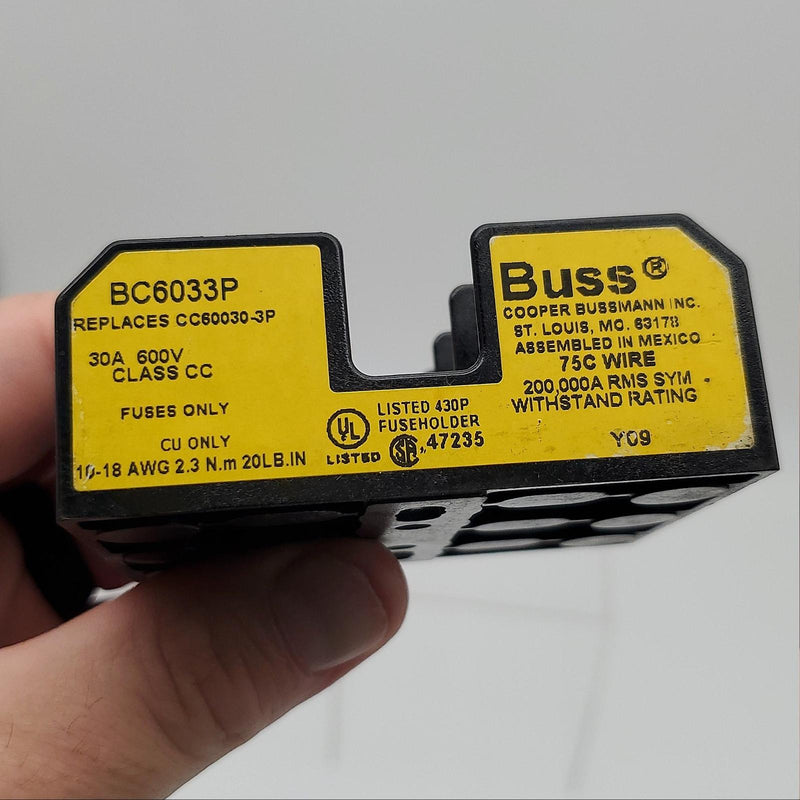 BC6033P
REPLACES CC60030-3P
30A 600V
CLASS CC
FUSES ONLY
CU ONLY
10-18 AWG 2.3 N.m 20LB.IN
UL
LISTED
LISTED 430P
FUSEHOLDER
SA 47235
Buss®
COOPER BUSSMANN INC.
ST. LOUIS, MO. 63178
ASSEMBLED IN MEXICO
75C WIRE
200,000A RMS SYM
WITHSTAND RATING
Y09